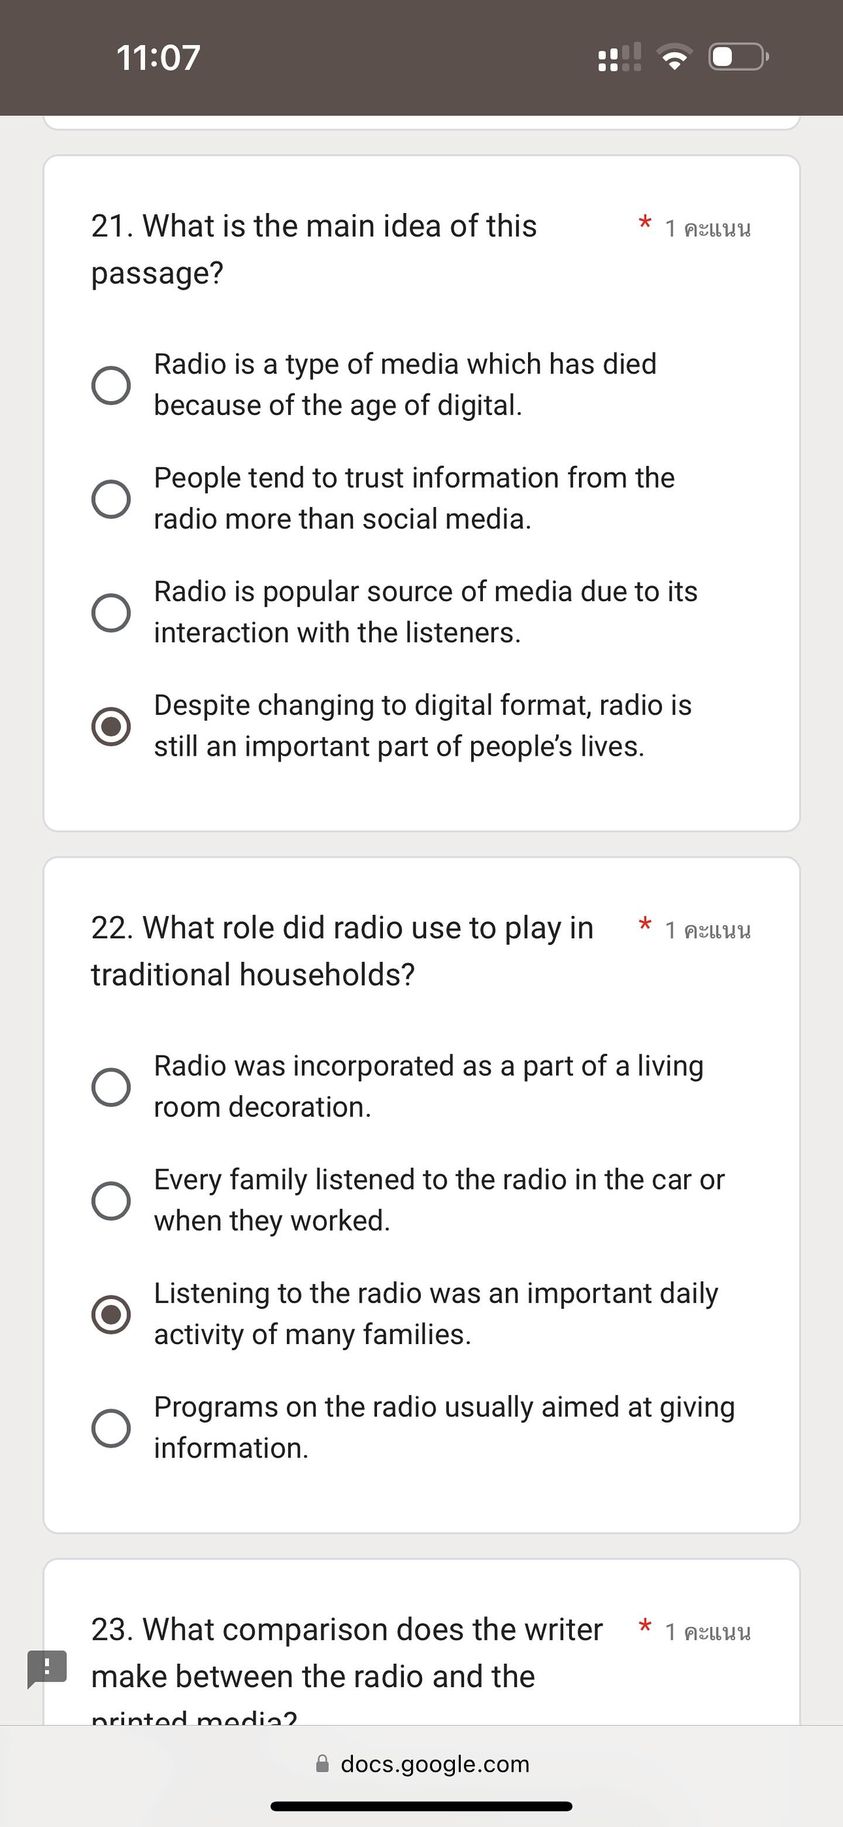 11:07
21. What is the main idea of this
passage?
* 1 คะแนน
Radio is a type of media which has died
because of the age of digital.
People tend to trust information from the
radio more than social media.
Radio is popular source of media due to its
interaction with the listeners.
Despite changing to digital format, radio is
still an important part of people's lives.
22. What role did radio use to play in
traditional households?
* 1 คะแนน
Radio was incorporated as a part of a living
room decoration.
Every family listened to the radio in the car or
when they worked.
Listening to the radio was an important daily
activity of many families.
Programs on the radio usually aimed at giving
information.
23. What comparison does the writer
make between the radio and the
printed media?
* 1 คะแนน
docs.google.com